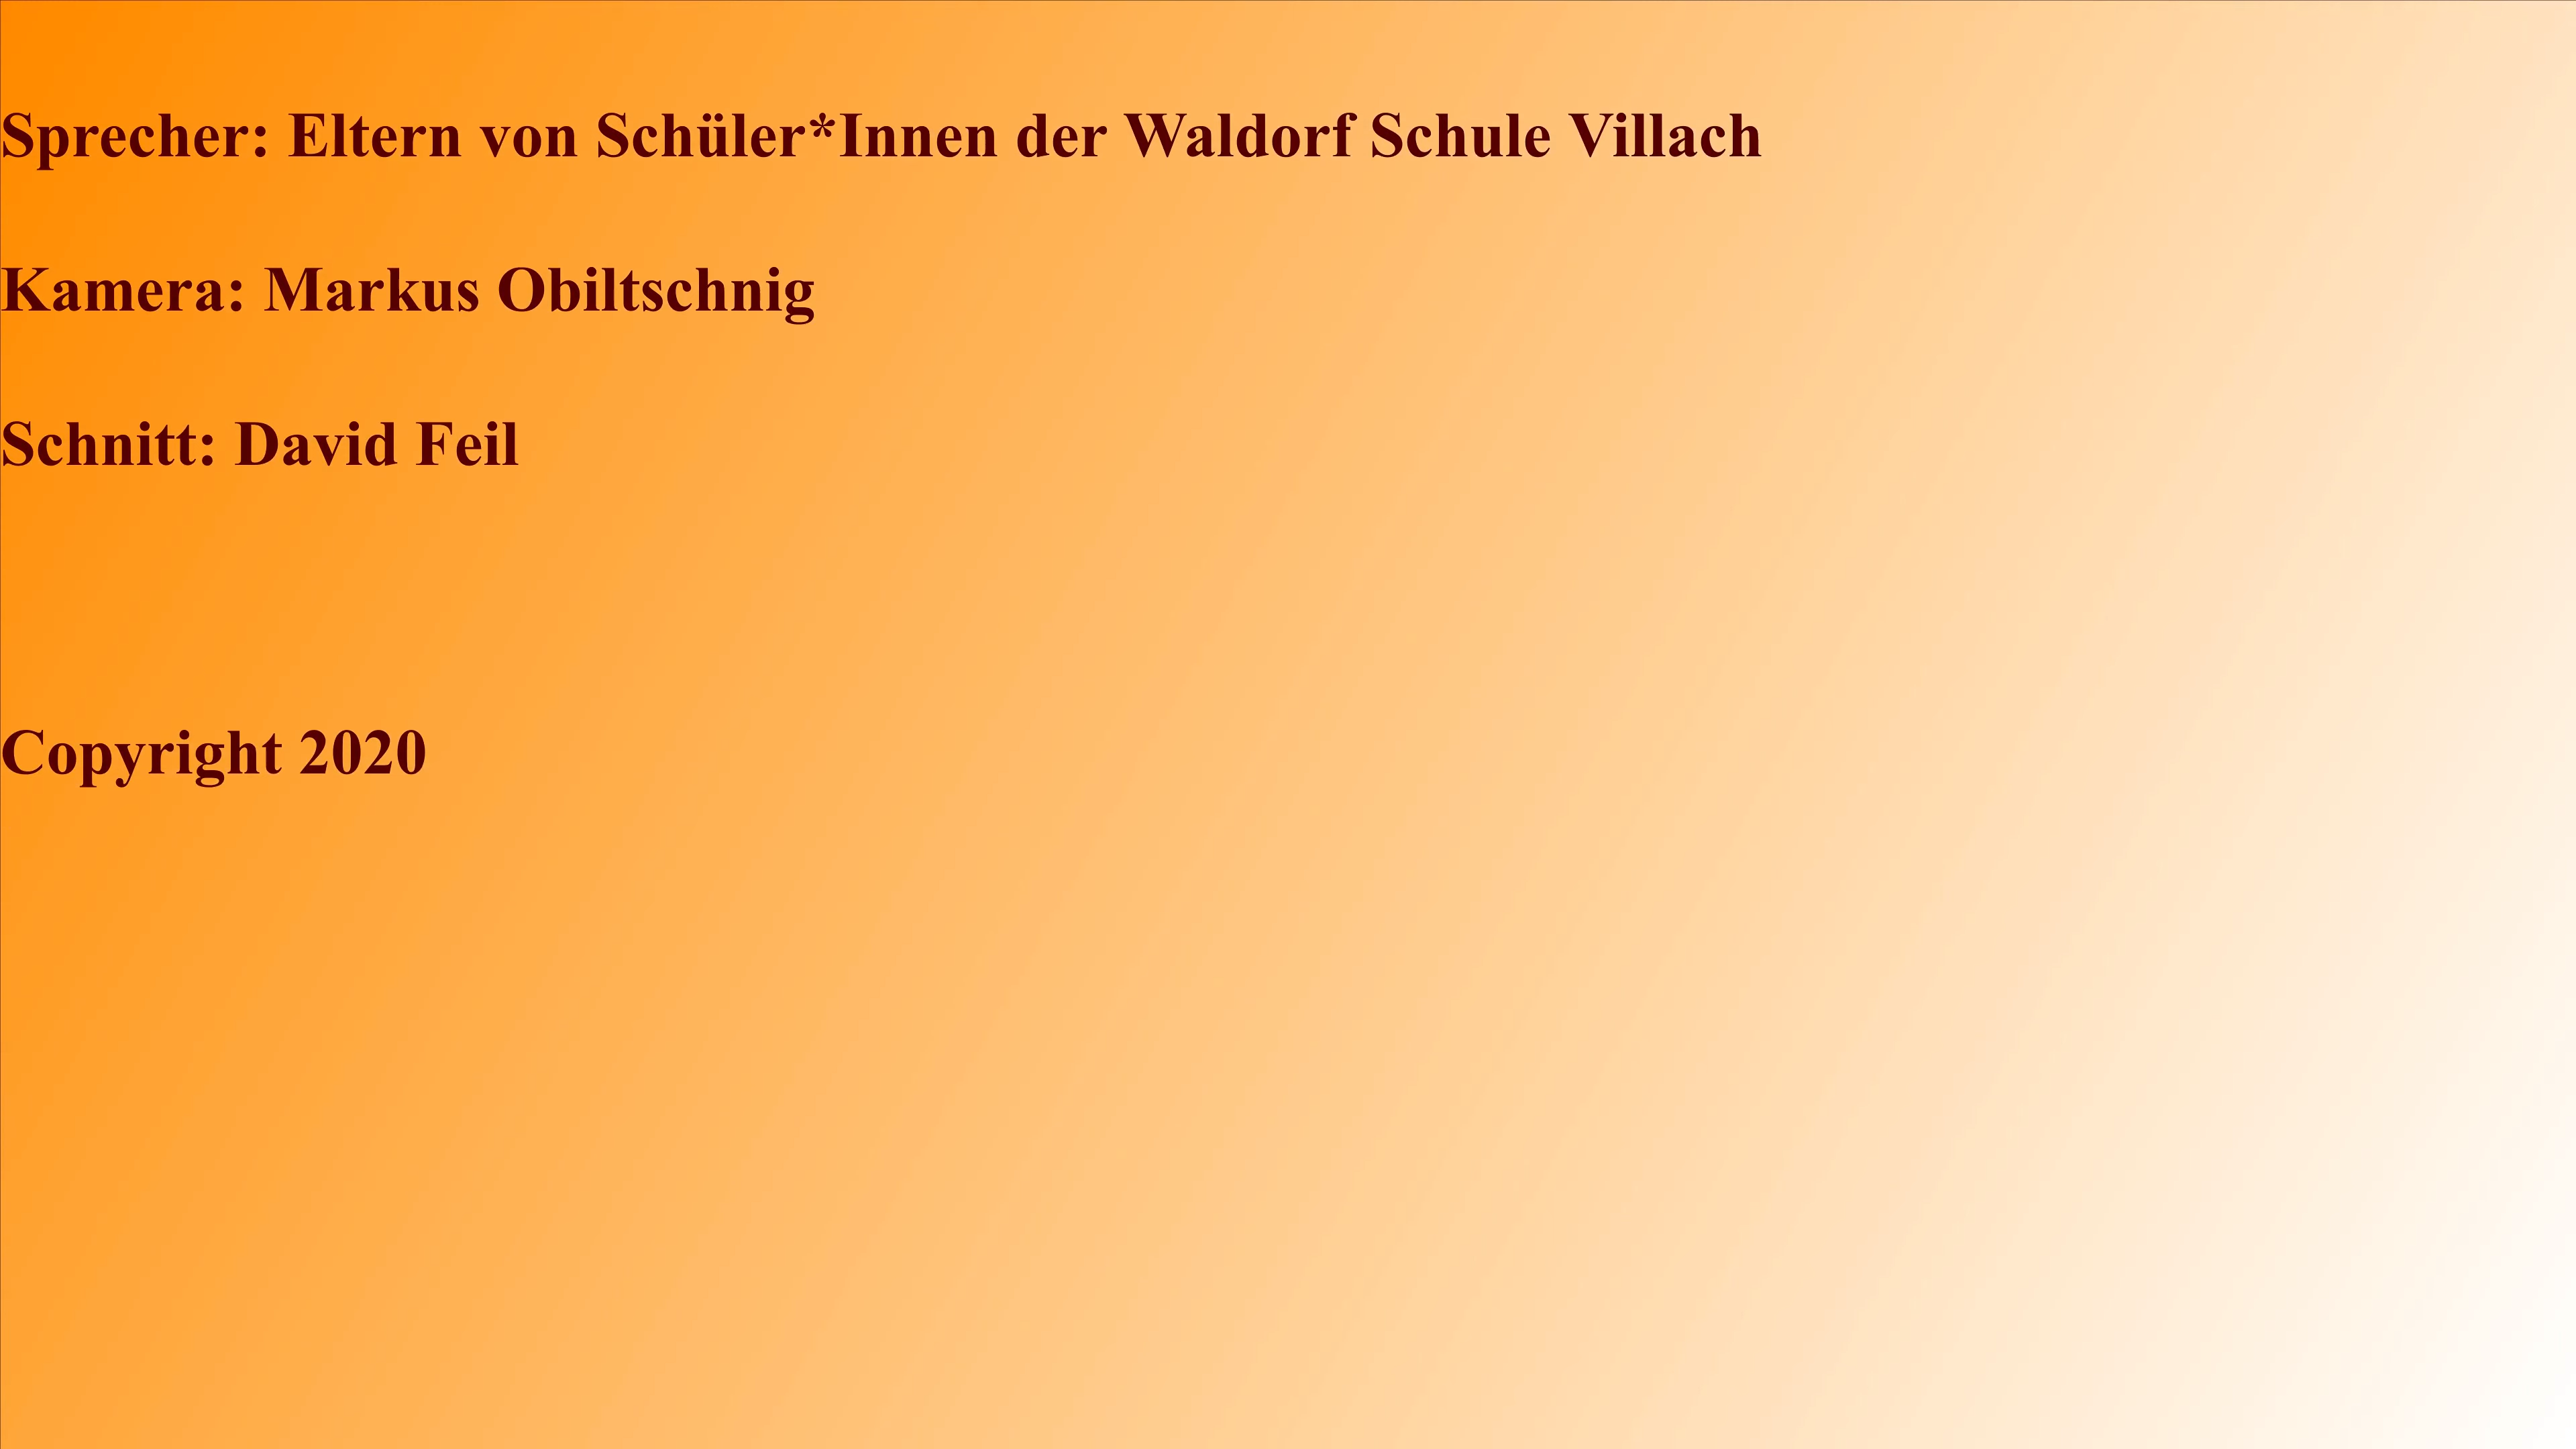 Sprecher: Eltern von Schüler*Innen der Waldorf Schule Villach
Kamera: Markus Obiltschnig
Schnitt: David Feil
Copyright 2020